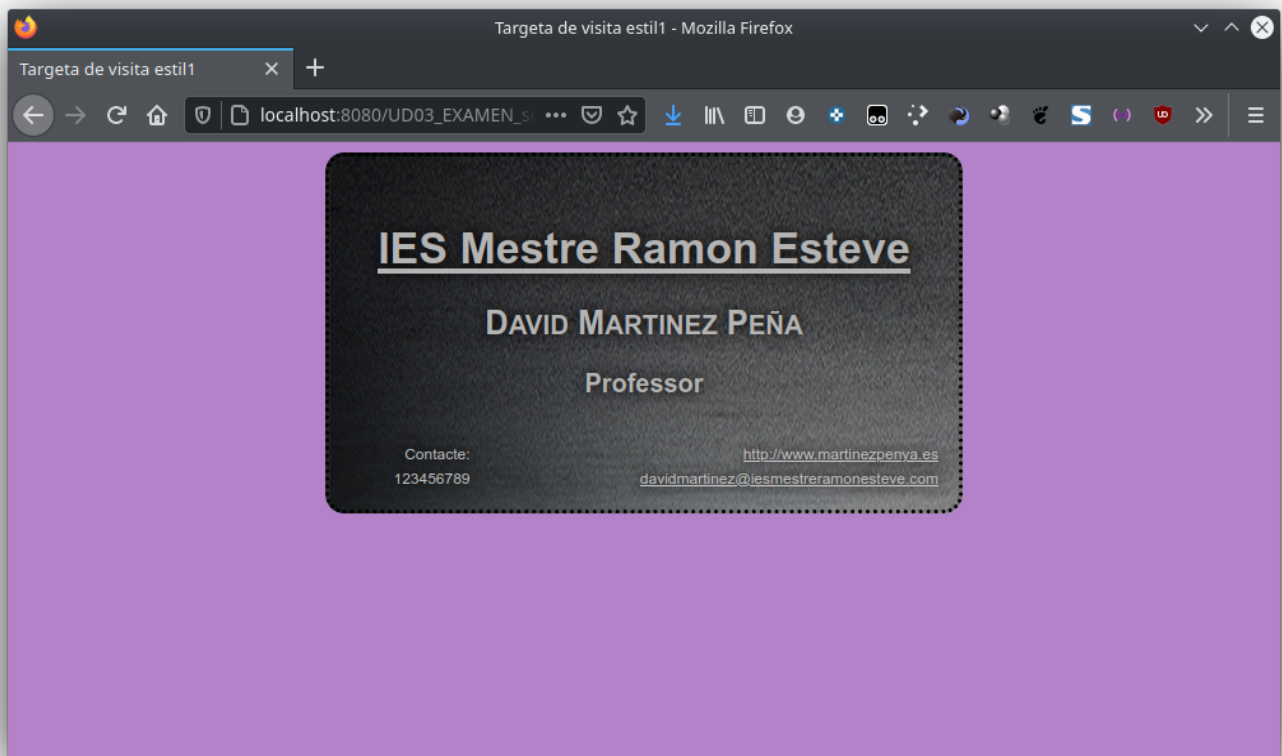 Targeta de visita estil1 - Mozilla Firefox
Targeta de visita estil1
localhost:8080/UD03_EXAMEN_s
IES Mestre Ramon Esteve
DAVID MARTINEZ PEÑA
Professor
Contacte:
http://www.martinezpenya.es
123456789
davidmartinez@iesmestreramonesteve.com